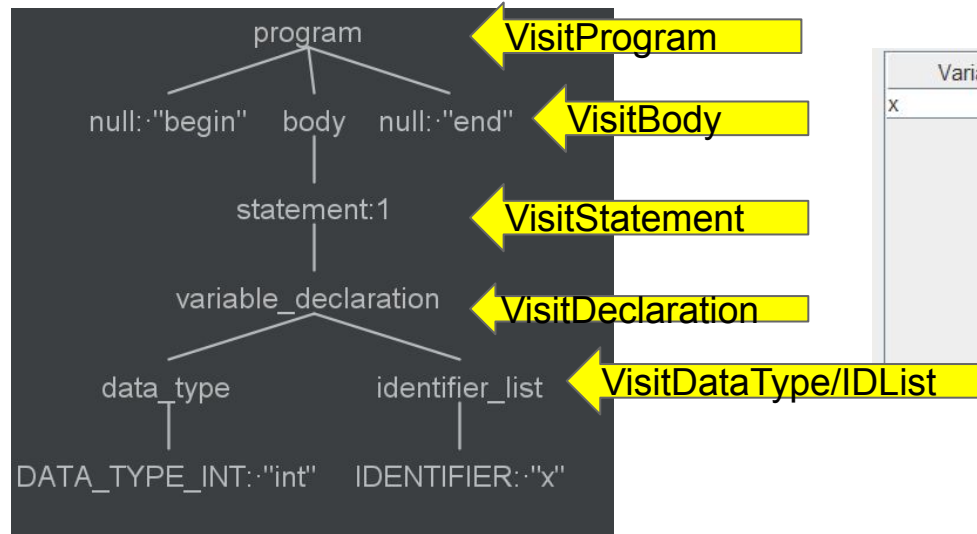 program VisitProgram
Vari
x
null:·"begin" body null:·"end" VisitBody
statement:1 VisitStatement
variable_declaration VisitDeclaration
data_type identifier_list VisitDataType/IDList
DATA_TYPE_INT:·"int" IDENTIFIER:·"x"